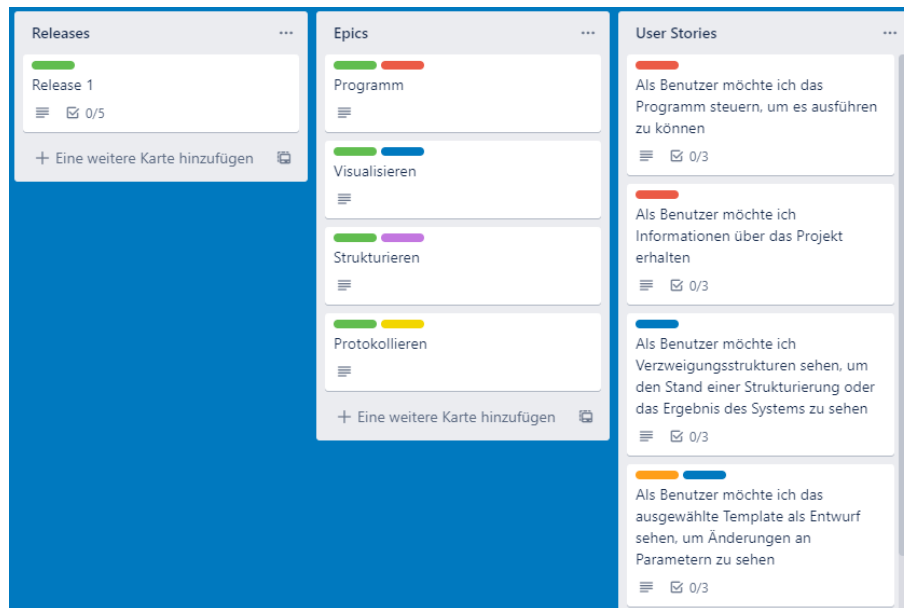 Releases
Release 1
0/5
+ Eine weitere Karte hinzufügen
Epics
Programm
Visualisieren
Strukturieren
Protokollieren
+ Eine weitere Karte hinzufügen
User Stories
Als Benutzer möchte ich das
Programm steuern, um es ausführen
zu können
0/3
Als Benutzer möchte ich
Informationen über das Projekt
erhalten
0/3
Als Benutzer möchte ich
Verzweigungsstrukturen sehen, um
den Stand einer Strukturierung oder
das Ergebnis des Systems zu sehen
0/3
Als Benutzer möchte ich das
ausgewählte Template als Entwurf
sehen, um Änderungen an
Parametern zu sehen
0/3